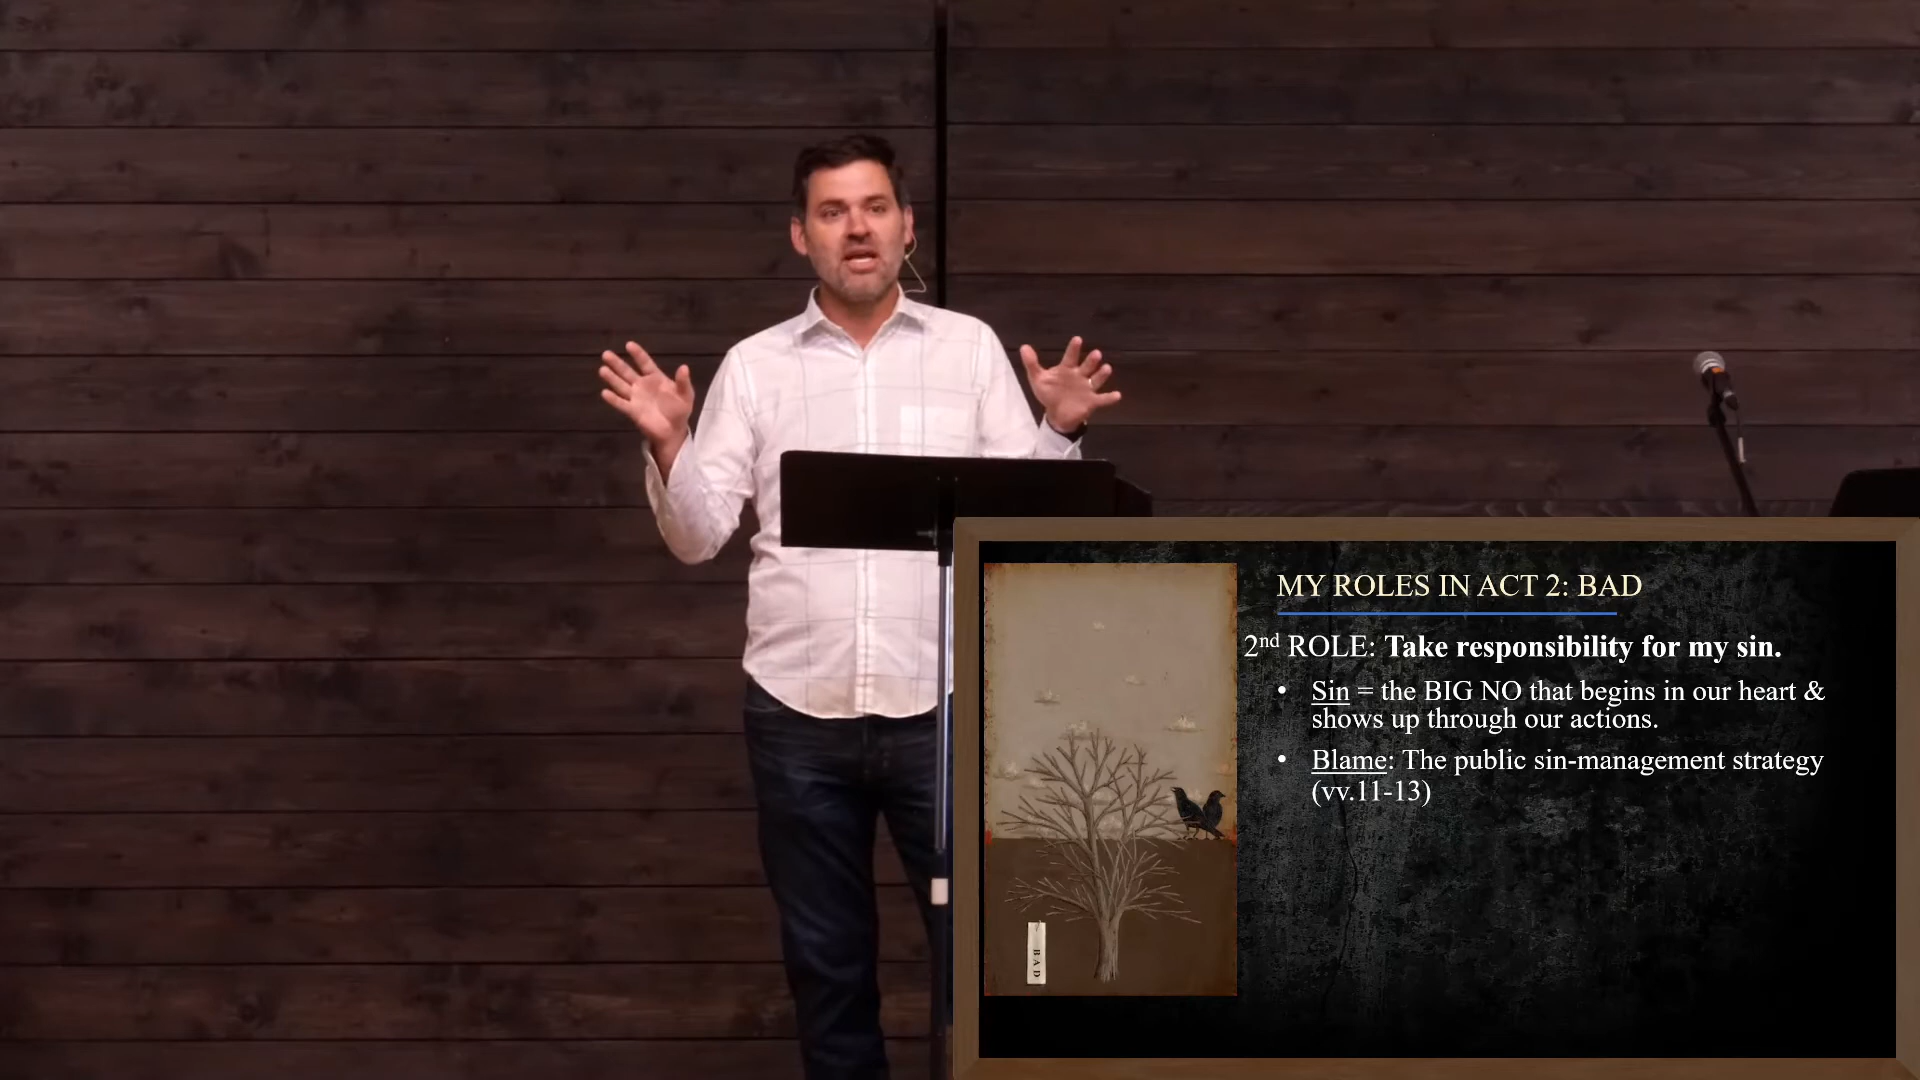 MY ROLES IN ACT 2: BAD
2nd ROLE: Take responsibility for my sin.
• Sin = the BIG NO that begins in our heart &
shows up through our actions.
• Blame: The public sin-management strategy
(vv.11-13)
BAD